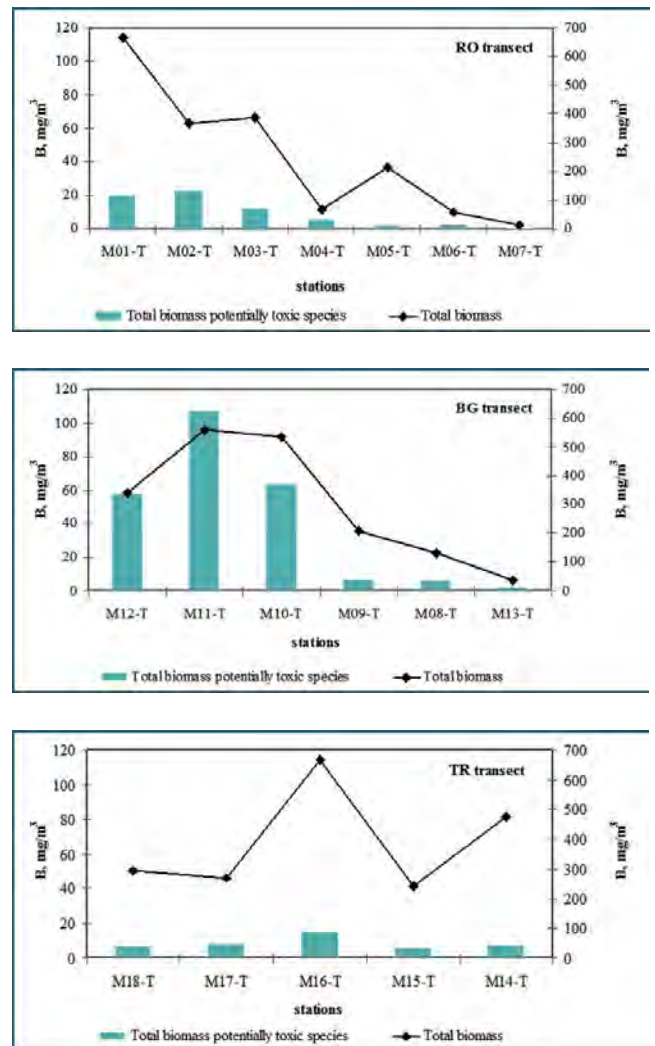 RO transect
B, mg/m³
120
100
80
60
40
20
0
700
600
500
400
300
200
100
0
B, mg/m³
M01-T M02-T M03-T M04-T M05-T M06-T M07-T
stations
Total biomass potentially toxic species Total biomass
BG transect
B, mg/m³
120
100
80
60
40
20
0
700
600
500
400
300
200
100
0
B, mg/m³
M12-T M11-T M10-T M09-T M08-T M13-T
stations
Total biomass potentially toxic species Total biomass
TR transect
B, mg/m³
120
100
80
60
40
20
0
700
600
500
400
300
200
100
0
B, mg/m³
M18-T M17-T M16-T M15-T M14-T
stations
Total biomass potentially toxic species Total biomass